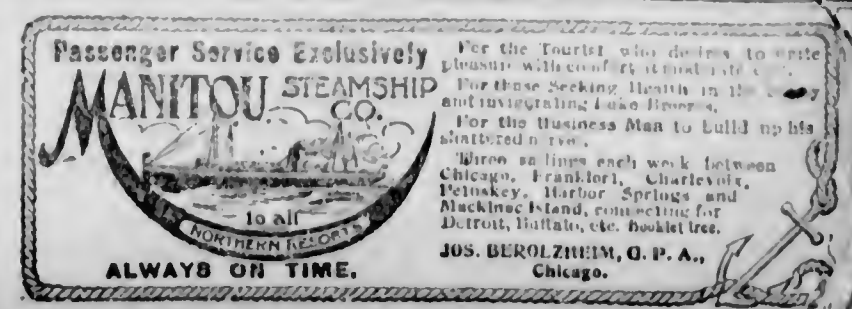 Passenger Service Exclusively
MANITOU STEAMSHIP
CO.
to all
NORTHERN RESORTS
ALWAYS ON TIME.
For the Tourist who desires to unite
pleasure with comfort at moderate
For those Seeking Health in the
and invigorating Lake Breezes.
For the Business Man to build up his
shattered nerves.
Three sailings each week between
Chicago, Frankfort, Charlevoix,
Petoskey, Harbor Springs and
Mackinac Island, connecting for
Detroit, Buffalo, etc. Booklet free.
JOS. BEROLZHEIM, G. P. A.,
Chicago.